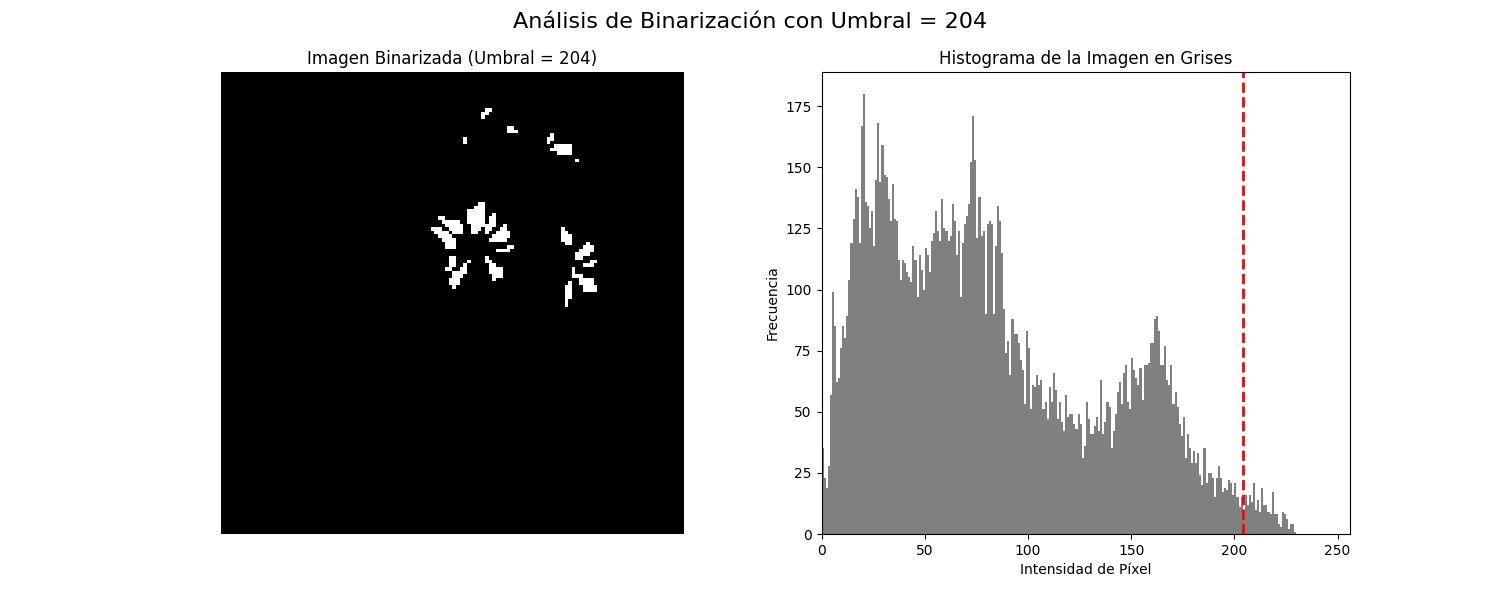 Análisis de Binarización con Umbral = 204
Imagen Binarizada (Umbral = 204)
Histograma de la Imagen en Grises
175
150
125
100
75
50
25
0
Frecuencia
0 50 100 150 200 250
Intensidad de Píxel